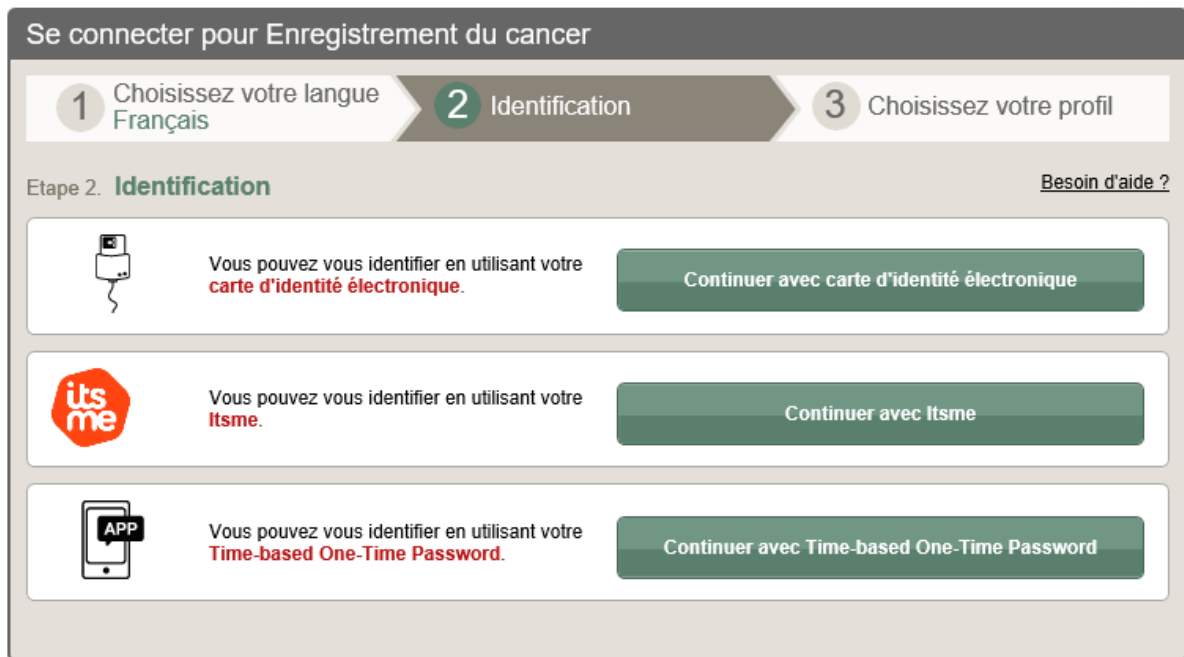 Se connecter pour Enregistrement du cancer
1
Choisissez votre langue
Français
2
Identification
3
Choisissez votre profil
Etape 2. Identification
Besoin d'aide ?
Vous pouvez vous identifier en utilisant votre
carte d'identité électronique.
Continuer avec carte d'identité électronique
its
me
Vous pouvez vous identifier en utilisant votre
Itsme.
Continuer avec Itsme
APP
Vous pouvez vous identifier en utilisant votre
Time-based One-Time Password.
Continuer avec Time-based One-Time Password